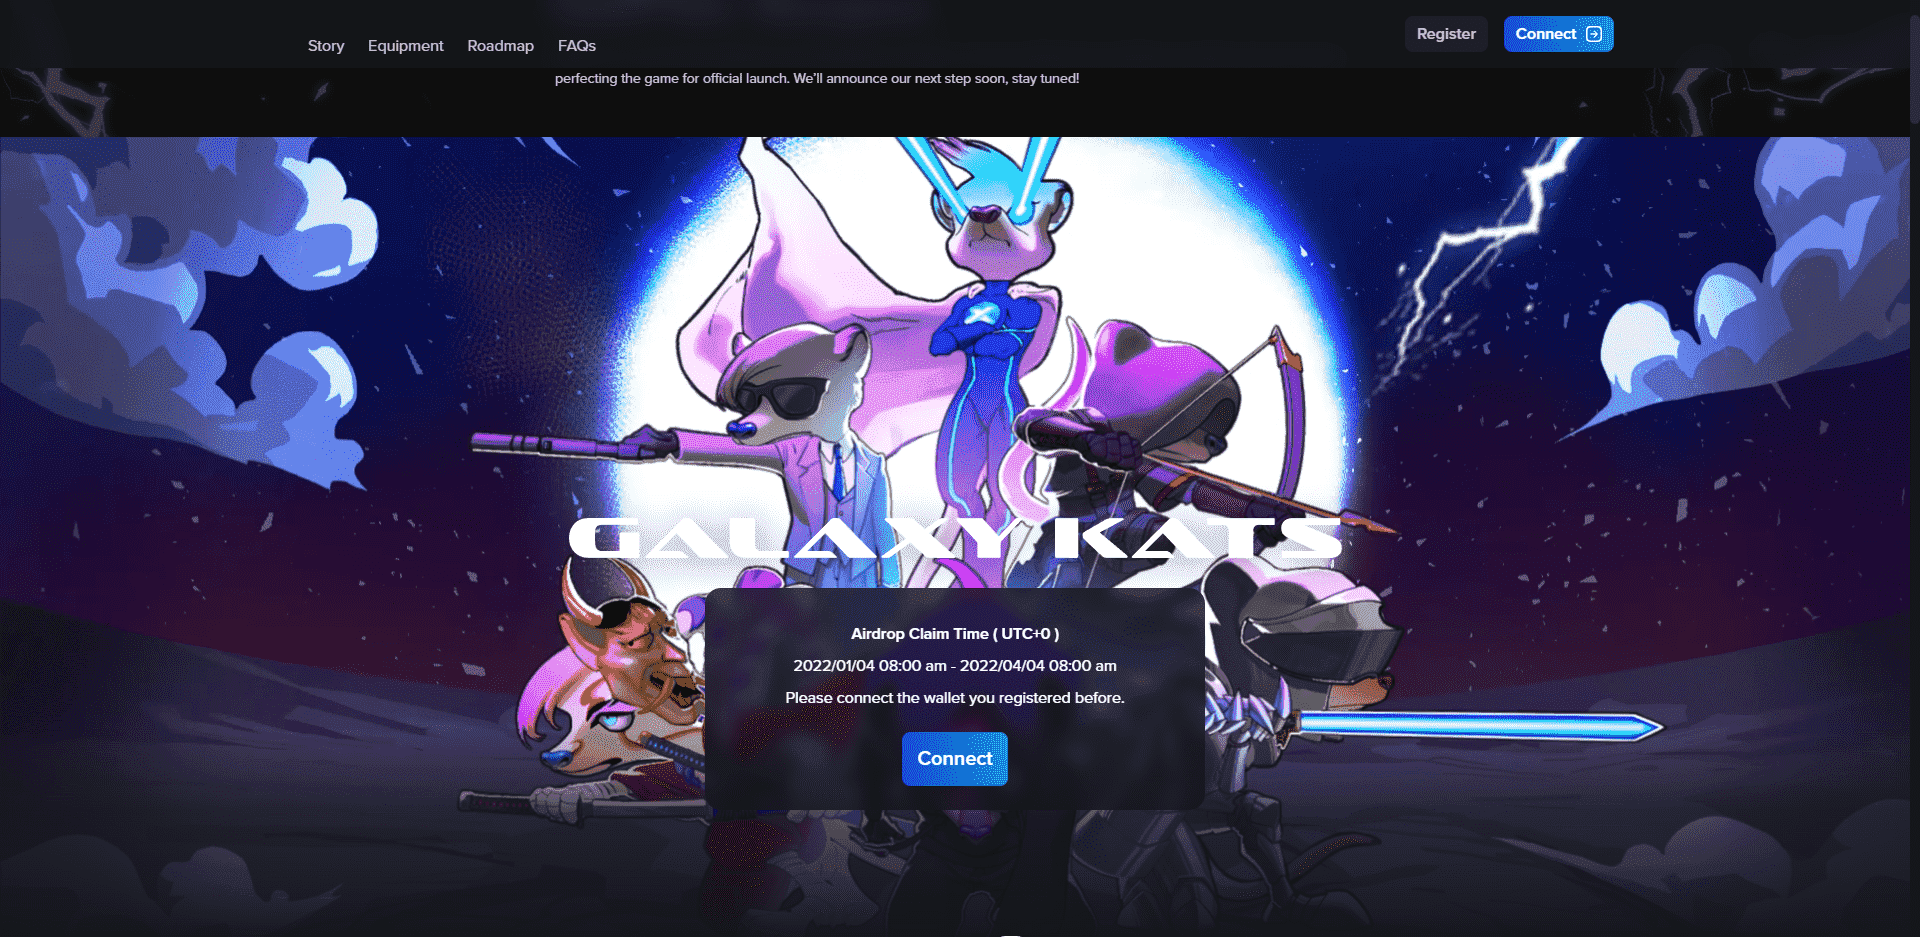 Story Equipment Roadmap FAQs Register Connect
perfecting the game for official launch. We'll announce our next step soon, stay tuned!
GALAXY KATS
Airdrop Claim Time ( UTC+0 )
2022/01/04 08:00 am - 2022/04/04 08:00 am
Please connect the wallet you registered before.
Connect